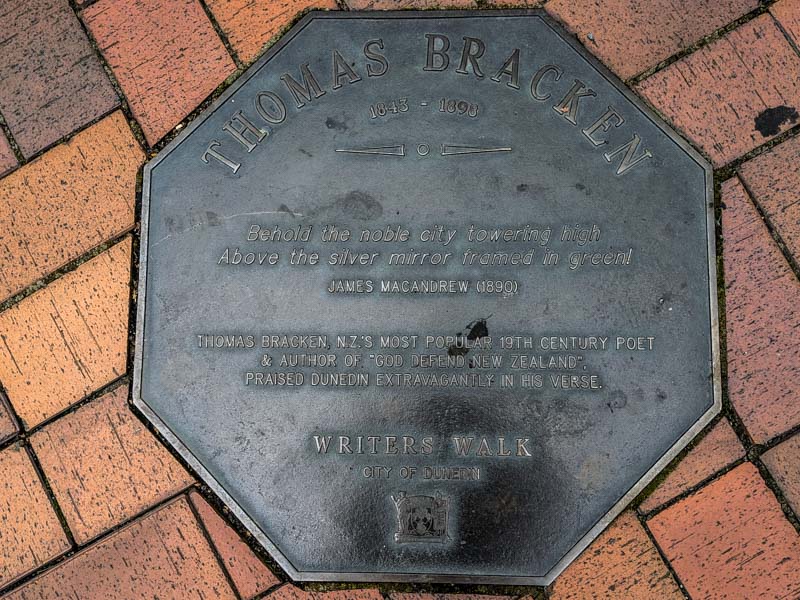 THOMAS BRACKEN
1843 - 1898
Behold the noble city towering high
Above the silver mirror framed in green!
JAMES MACANDREW (1890)
THOMAS BRACKEN, N.Z.'S MOST POPULAR 19TH CENTURY POET
& AUTHOR OF "GOD DEFEND NEW ZEALAND",
PRAISED DUNEDIN EXTRAVAGANTLY IN HIS VERSE.
WRITERS WALK
CITY OF DUNEDIN